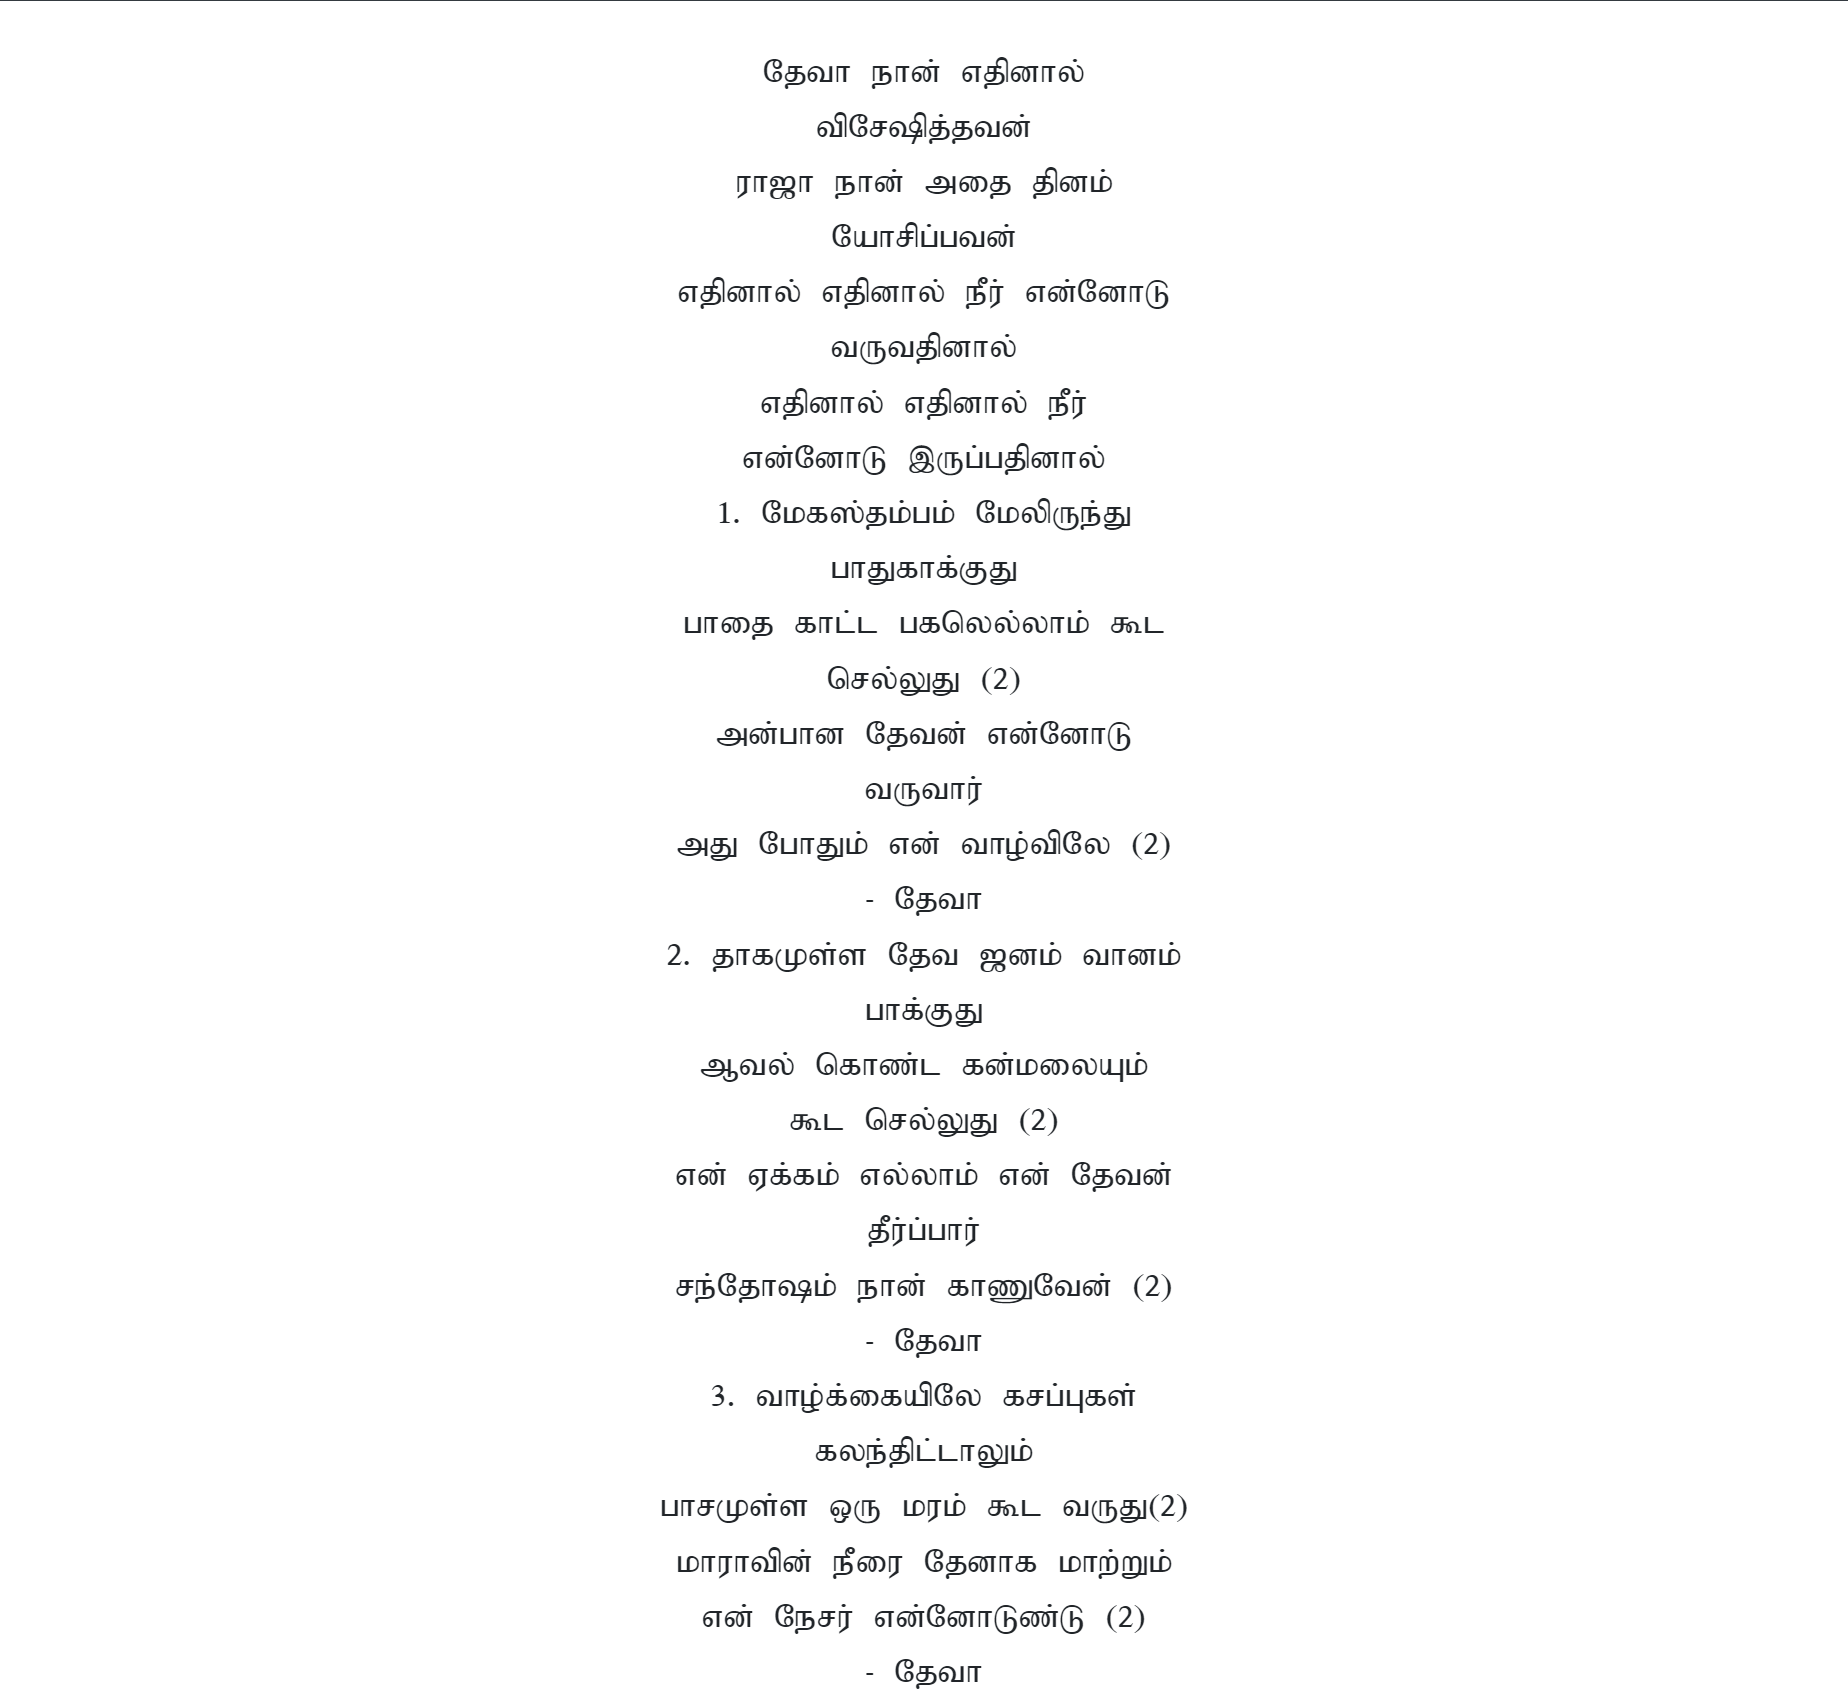 தேவா நான் எதினால்
விசேஷித்தவன்
ராஜா நான் அதை தினம்
யோசிப்பவன்
எதினால் எதினால் நீர் என்னோடு
வருவதினால்
எதினால் எதினால் நீர்
என்னோடு இருப்பதினால்
1. மேகஸ்தம்பம் மேலிருந்து
பாதுகாக்குது
பாதை காட்ட பகலெல்லாம் கூட
செல்லுது (2)
அன்பான தேவன் என்னோடு
வருவார்
அது போதும் என் வாழ்விலே (2)
- தேவா
2. தாகமுள்ள தேவ ஜனம் வானம்
பாக்குது
ஆவல் கொண்ட கன்மலையும்
கூட செல்லுது (2)
என் ஏக்கம் எல்லாம் என் தேவன்
தீர்ப்பார்
சந்தோஷம் நான் காணுவேன் (2)
- தேவா
3. வாழ்க்கையிலே கசப்புகள்
கலந்திட்டாலும்
பாசமுள்ள ஒரு மரம் கூட வருது(2)
மாராவின் நீரை தேனாக மாற்றும்
என் நேசர் என்னோடுண்டு (2)
- தேவா